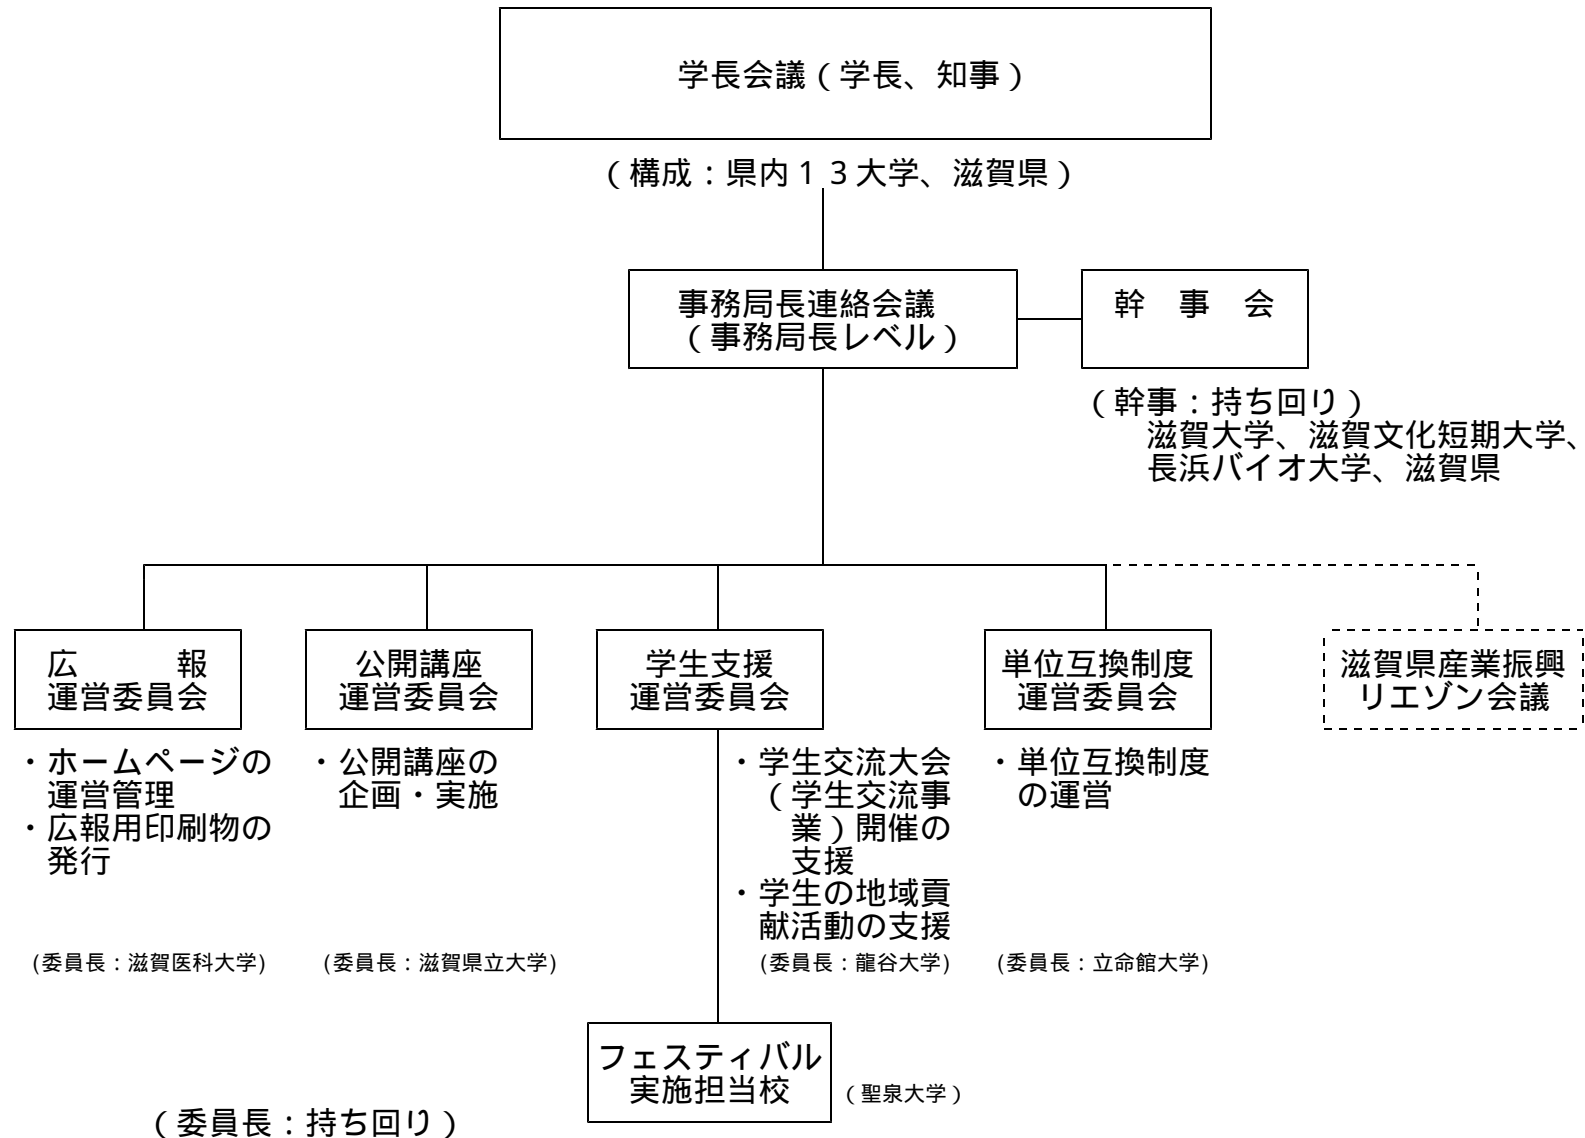 学長会議（学長、知事）
（構成：県内１３大学、滋賀県）
事務局長連絡会議
（事務局長レベル）
幹　事　会
（幹事：持ち回り）
滋賀大学、滋賀文化短期大学、
長浜バイオ大学、滋賀県
広　　　報
運営委員会
・ホームページの
運営管理
・広報用印刷物の
発行
(委員長：滋賀医科大学)
公開講座
運営委員会
・公開講座の
企画・実施
(委員長：滋賀県立大学)
学生支援
運営委員会
・学生交流大会
（学生交流事
業）開催の
支援
・学生の地域貢
献活動の支援
(委員長：龍谷大学)
単位互換制度
運営委員会
・単位互換制度
の運営
(委員長：立命館大学)
滋賀県産業振興
リエゾン会議
フェスティバル
実施担当校
（聖泉大学）
（委員長：持ち回り）